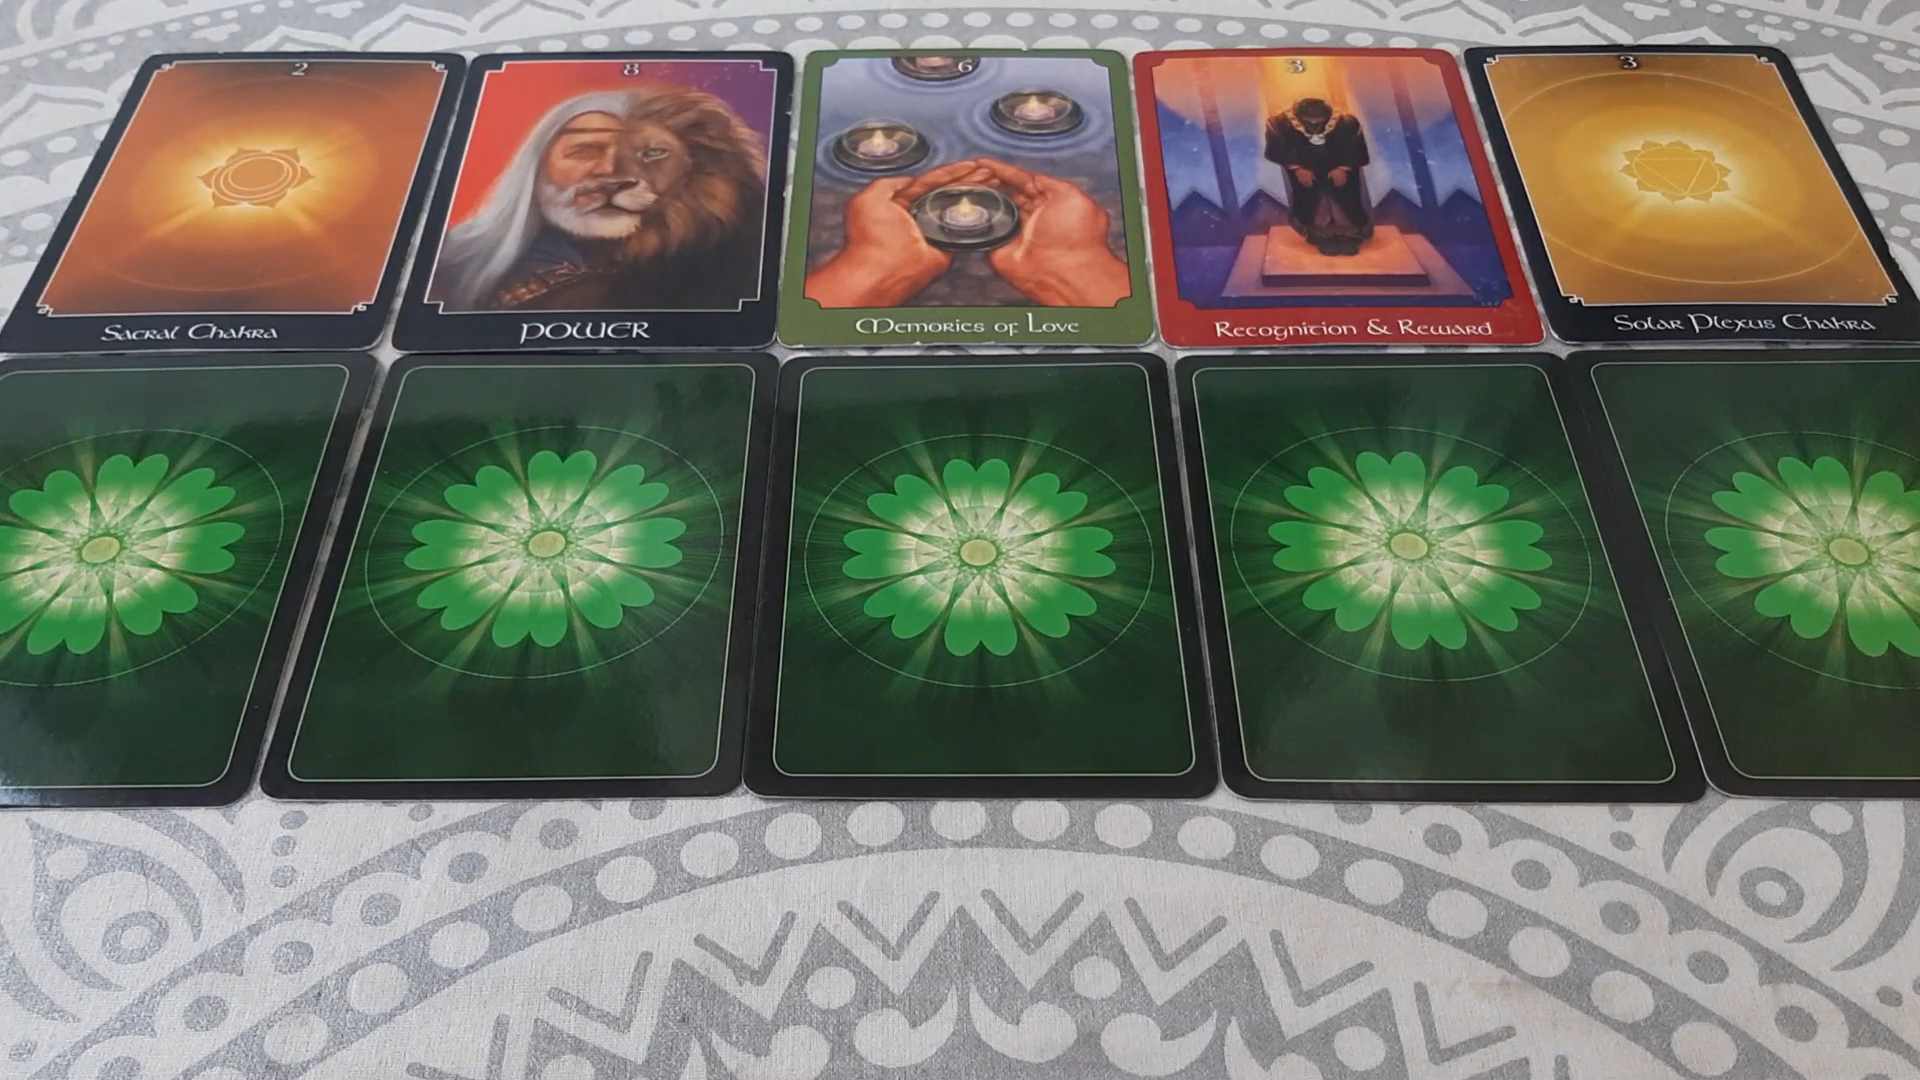 2
Sacral Chakra
8
POWER
6
Memories of Love
3
Recognition & Reward
3
Solar Plexus Chakra